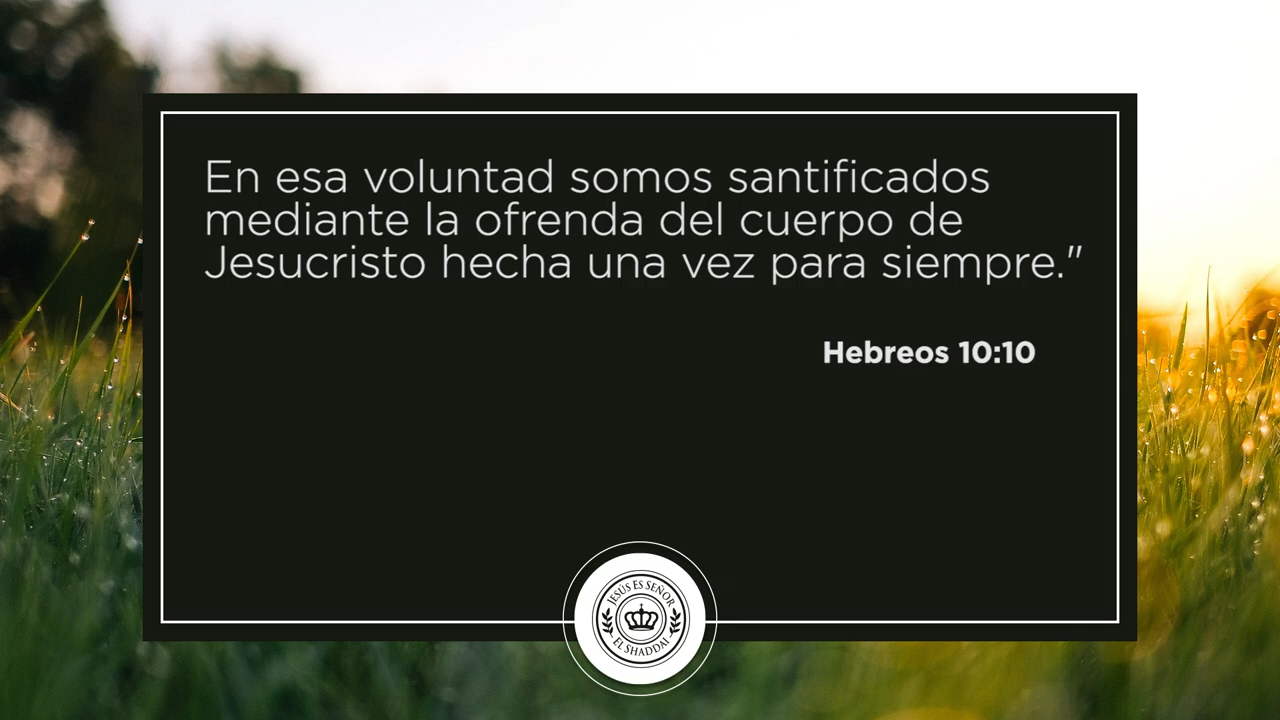 En esa voluntad somos santificados
mediante la ofrenda del cuerpo de
Jesucristo hecha una vez para siempre."
Hebreos 10:10
JESÚS ES SEÑOR
EL SHADDAI